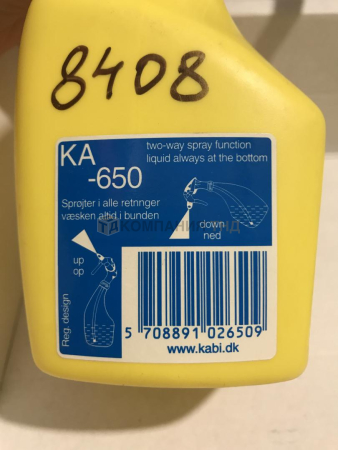 8408
KA
-650
two-way spray function
liquid always at the bottom
Sprøjter i alle retnnger
væsken altid i bunden
down
ned
up
op
Reg. design
5 708891 026509
www.kabi.dk